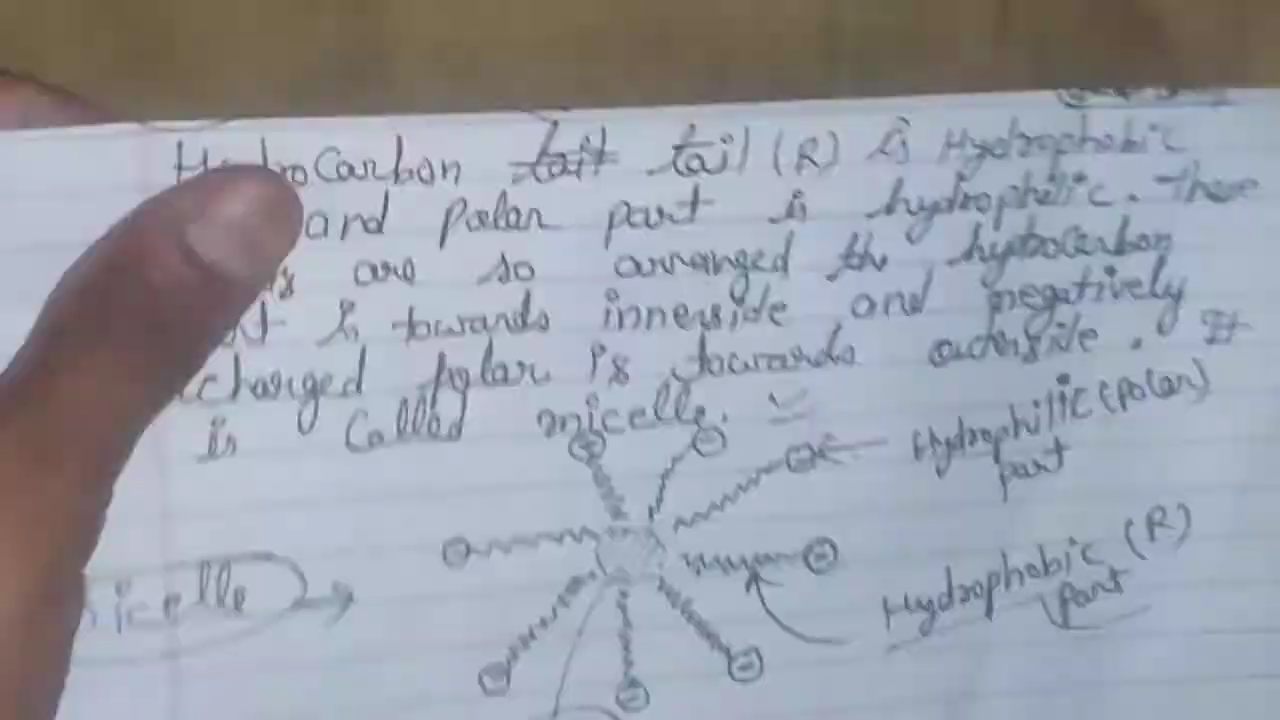 Hydrocarbon tail tail (R) is Hydrophobic
and polar part is hydrophilic. These
are so arranged the hydrocarbon
is towards innerside and negatively
charged polar is towards outerside. It
is called micelle.
Hydrophilic (polar)
part
Hydrophobic (R)
part
micelle